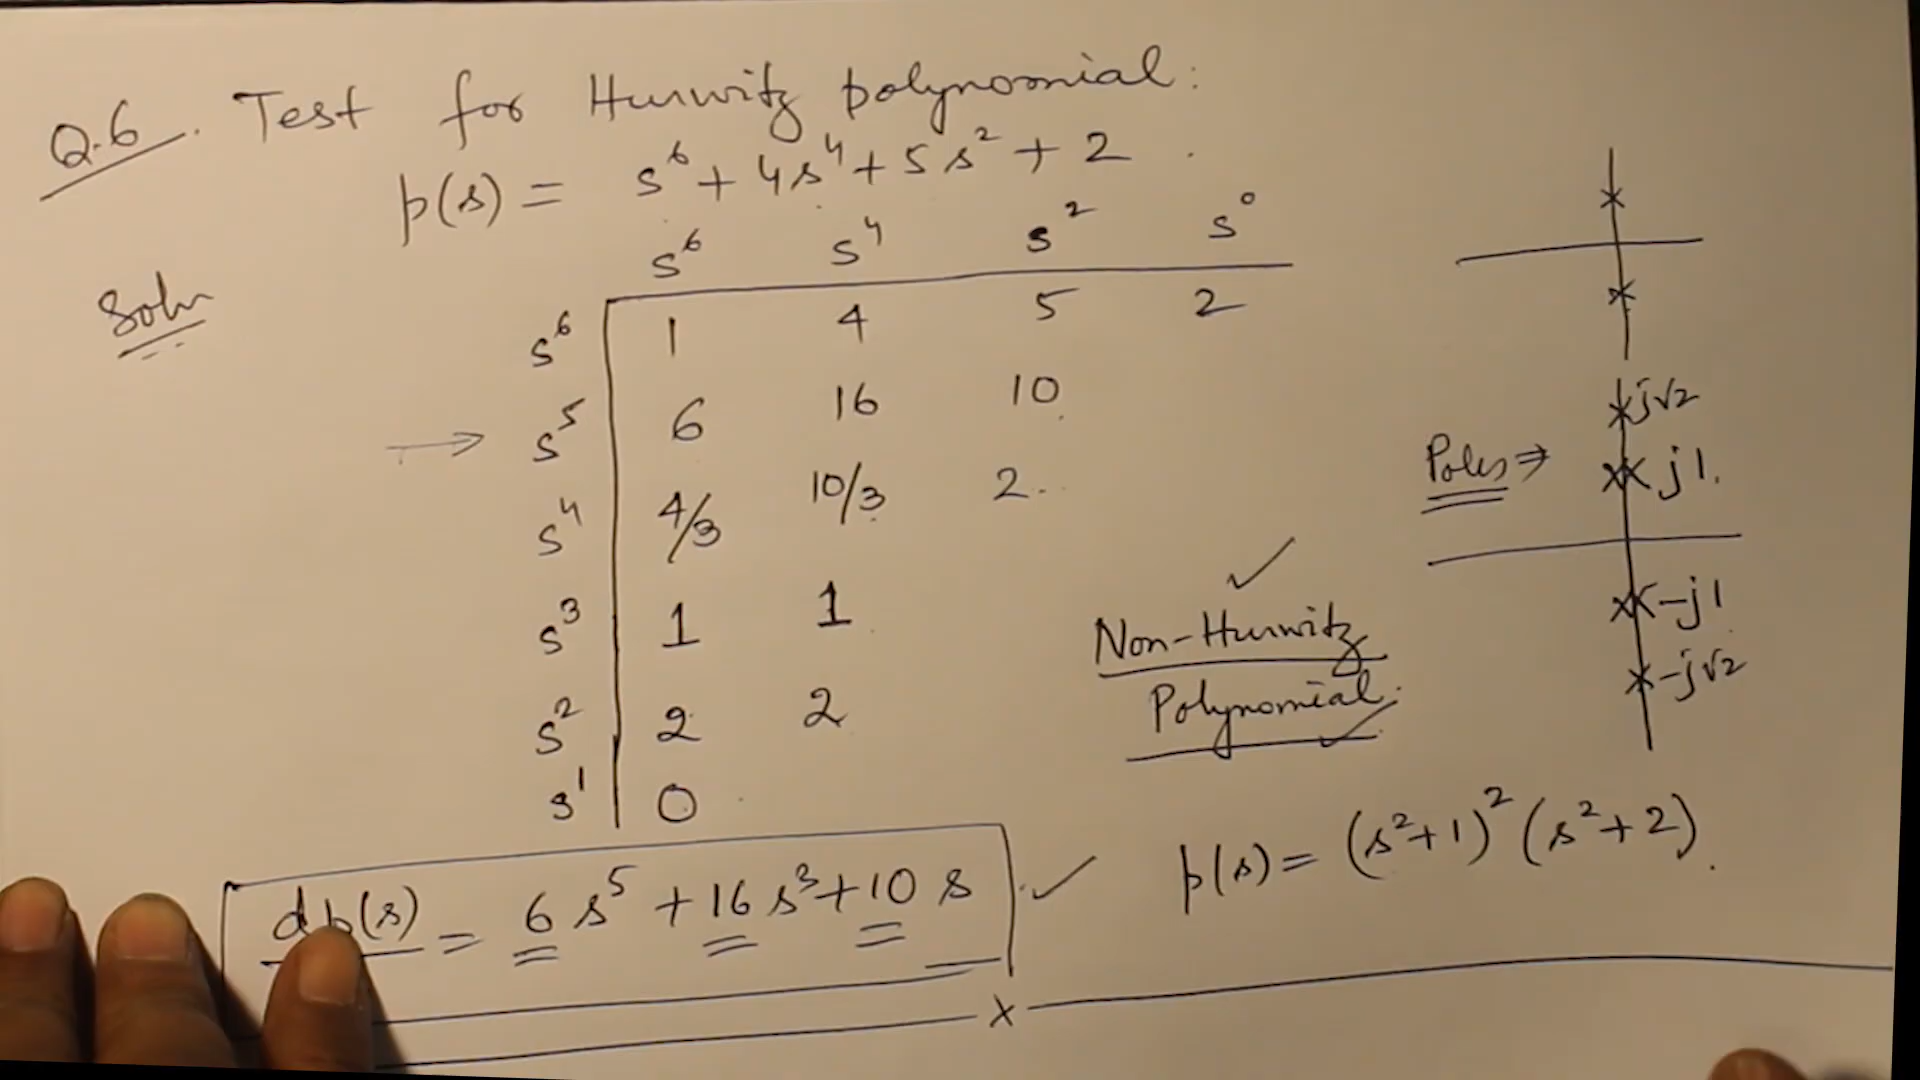 Q.6. Test for Hurwitz polynomial:
p(s) = s⁶ + 4s⁴ + 5s² + 2.
s⁶ s⁴ s² s⁰
Soln
s⁶ 1 4 5 2
s⁵ 6 16 10
s⁴ 4/3 10/3 2
s³ 1 1
s² 2 2
s¹ 0
dp(s) = 6s⁵ + 16s³ + 10s
Poles ⇒
j√2
j1.
-j1
-j√2
Non-Hurwitz
Polynomial.
p(s) = (s²+1)² (s²+2).